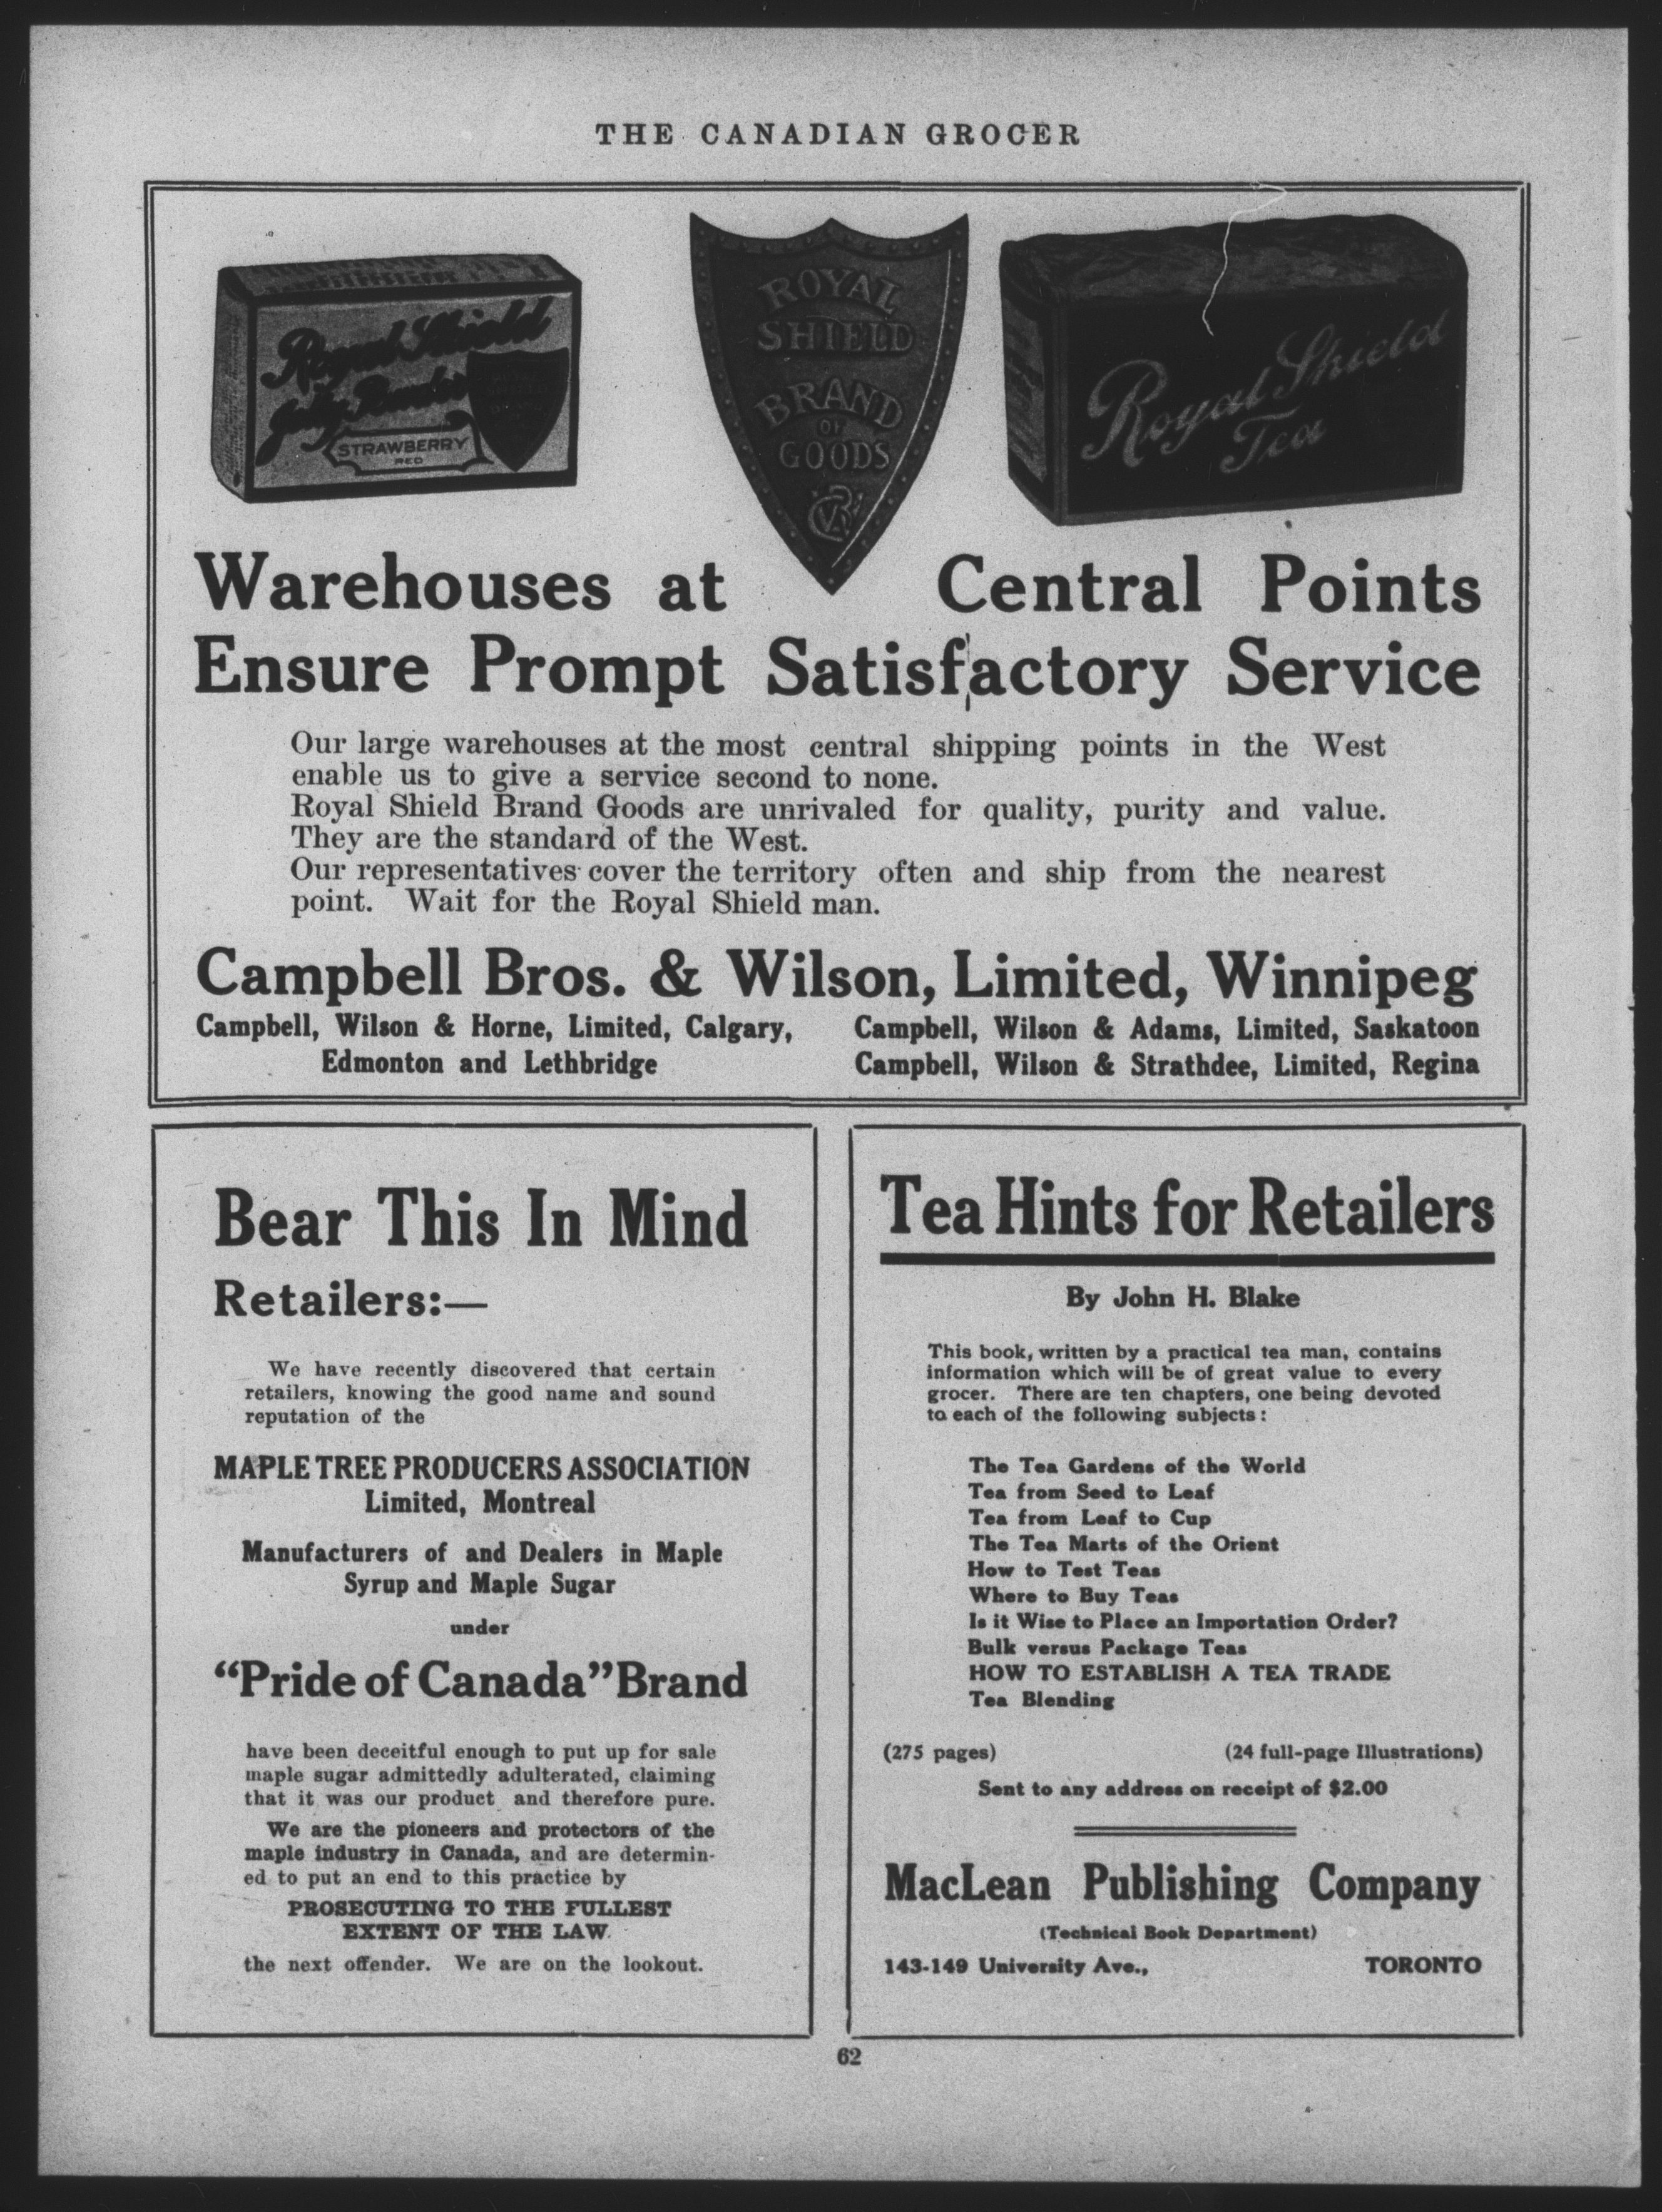 THE CANADIAN GROCER
Royal Shield
Jelly Powder
STRAWBERRY
RED
ROYAL
SHIELD
BRAND
OF
GOODS
Royal Shield
Tea
Warehouses at Central Points
Ensure Prompt Satisfactory Service
Our large warehouses at the most central shipping points in the West
enable us to give a service second to none.
Royal Shield Brand Goods are unrivaled for quality, purity and value.
They are the standard of the West.
Our representatives cover the territory often and ship from the nearest
point. Wait for the Royal Shield man.
Campbell Bros. & Wilson, Limited, Winnipeg
Campbell, Wilson & Horne, Limited, Calgary,
Edmonton and Lethbridge
Campbell, Wilson & Adams, Limited, Saskatoon
Campbell, Wilson & Strathdee, Limited, Regina
Bear This In Mind
Retailers:—
We have recently discovered that certain
retailers, knowing the good name and sound
reputation of the
MAPLE TREE PRODUCERS ASSOCIATION
Limited, Montreal
Manufacturers of and Dealers in Maple
Syrup and Maple Sugar
under
“Pride of Canada” Brand
have been deceitful enough to put up for sale
maple sugar admittedly adulterated, claiming
that it was our product and therefore pure.
We are the pioneers and protectors of the
maple industry in Canada, and are determin-
ed to put an end to this practice by
PROSECUTING TO THE FULLEST
EXTENT OF THE LAW
the next offender. We are on the lookout.
Tea Hints for Retailers
By John H. Blake
This book, written by a practical tea man, contains
information which will be of great value to every
grocer. There are ten chapters, one being devoted
to each of the following subjects:
The Tea Gardens of the World
Tea from Seed to Leaf
Tea from Leaf to Cup
The Tea Marts of the Orient
How to Test Teas
Where to Buy Teas
Is it Wise to Place an Importation Order?
Bulk versus Package Teas
HOW TO ESTABLISH A TEA TRADE
Tea Blending
(275 pages) (24 full-page Illustrations)
Sent to any address on receipt of $2.00
MacLean Publishing Company
(Technical Book Department)
143-149 University Ave., TORONTO
62